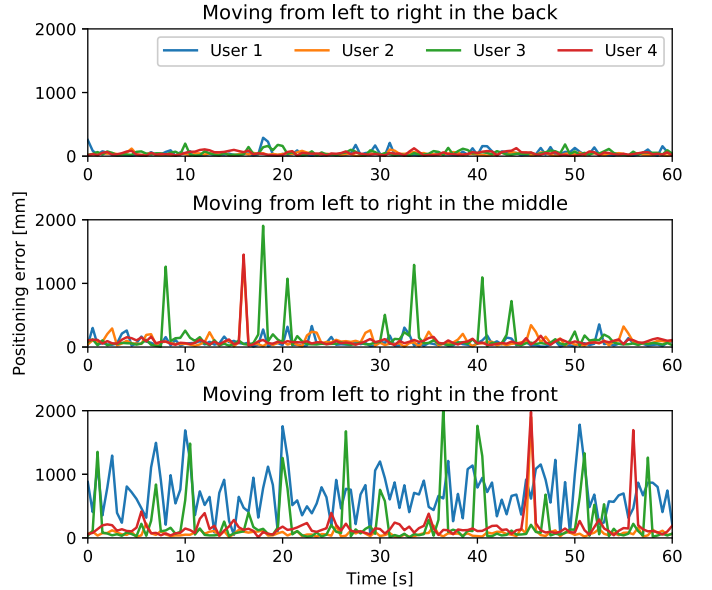 Moving from left to right in the back
2000
User 1 User 2 User 3 User 4
1000
0
0 10 20 30 40 50 60
Moving from left to right in the middle
2000
1000
0
0 10 20 30 40 50 60
Positioning error [mm]
Moving from left to right in the front
2000
1500
1000
500
0
0 10 20 30 40 50 60
Time [s]